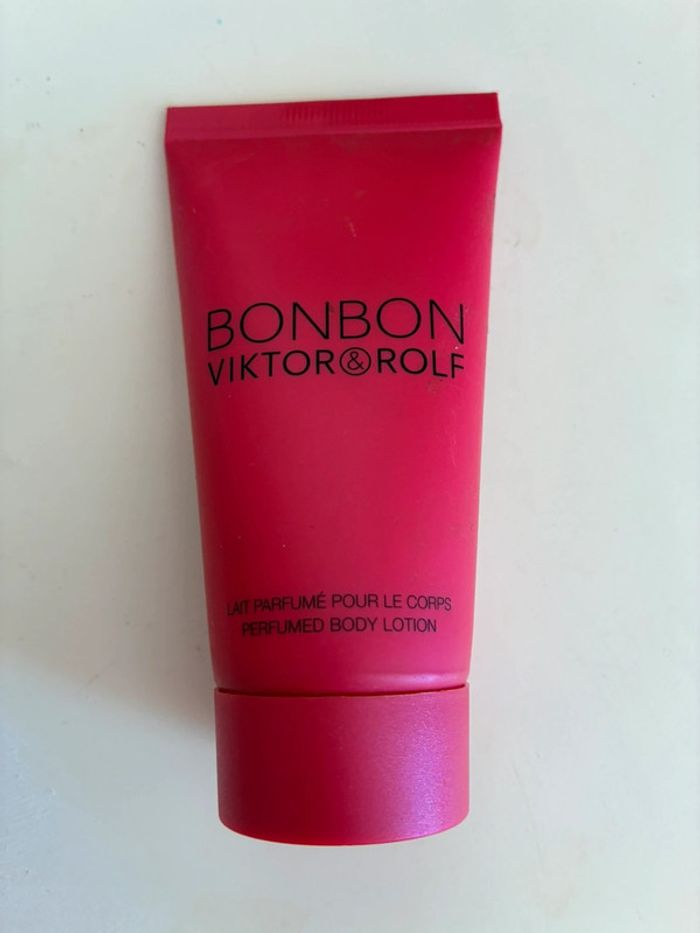 BONBON
VIKTOR&ROLF
LAIT PARFUMÉ POUR LE CORPS
PERFUMED BODY LOTION